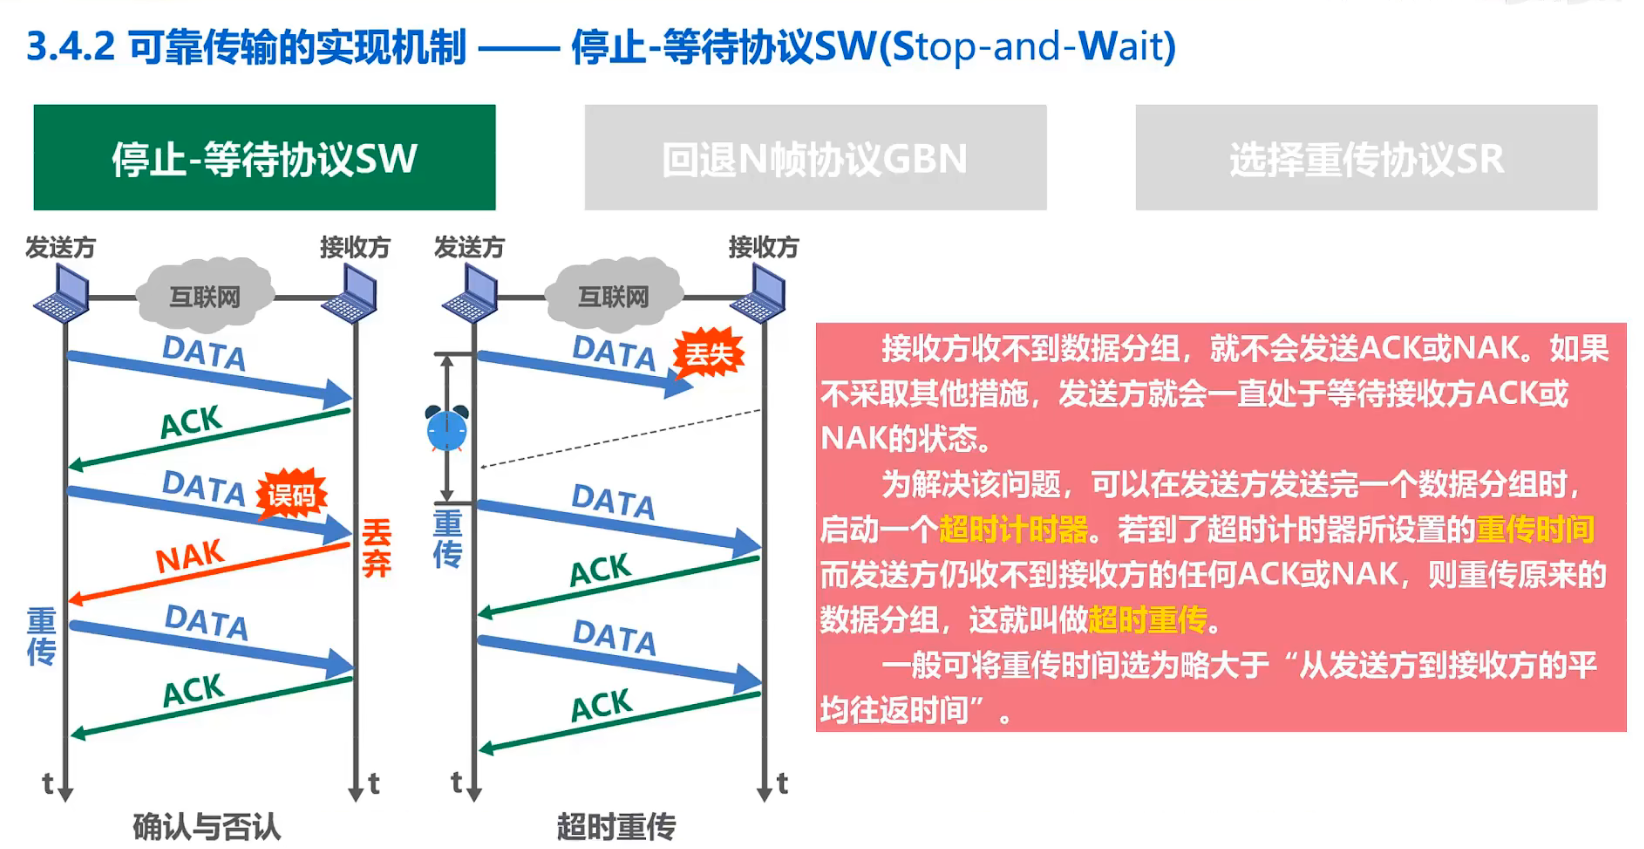 3.4.2 可靠传输的实现机制 —— 停止-等待协议SW(Stop-and-Wait)
停止-等待协议SW
回退N帧协议GBN
选择重传协议SR
发送方
接收方
互联网
DATA
ACK
DATA
误码
丢弃
NAK
重传
DATA
ACK
t
t
确认与否认
发送方
接收方
互联网
DATA
丢失
重传
DATA
ACK
DATA
ACK
t
t
超时重传
接收方收不到数据分组，就不会发送ACK或NAK。如果
不采取其他措施，发送方就会一直处于等待接收方ACK或
NAK的状态。
为解决该问题，可以在发送方发送完一个数据分组时，
启动一个超时计时器。若到了超时计时器所设置的重传时间
而发送方仍收不到接收方的任何ACK或NAK，则重传原来的
数据分组，这就叫做超时重传。
一般可将重传时间选为略大于“从发送方到接收方的平
均往返时间”。